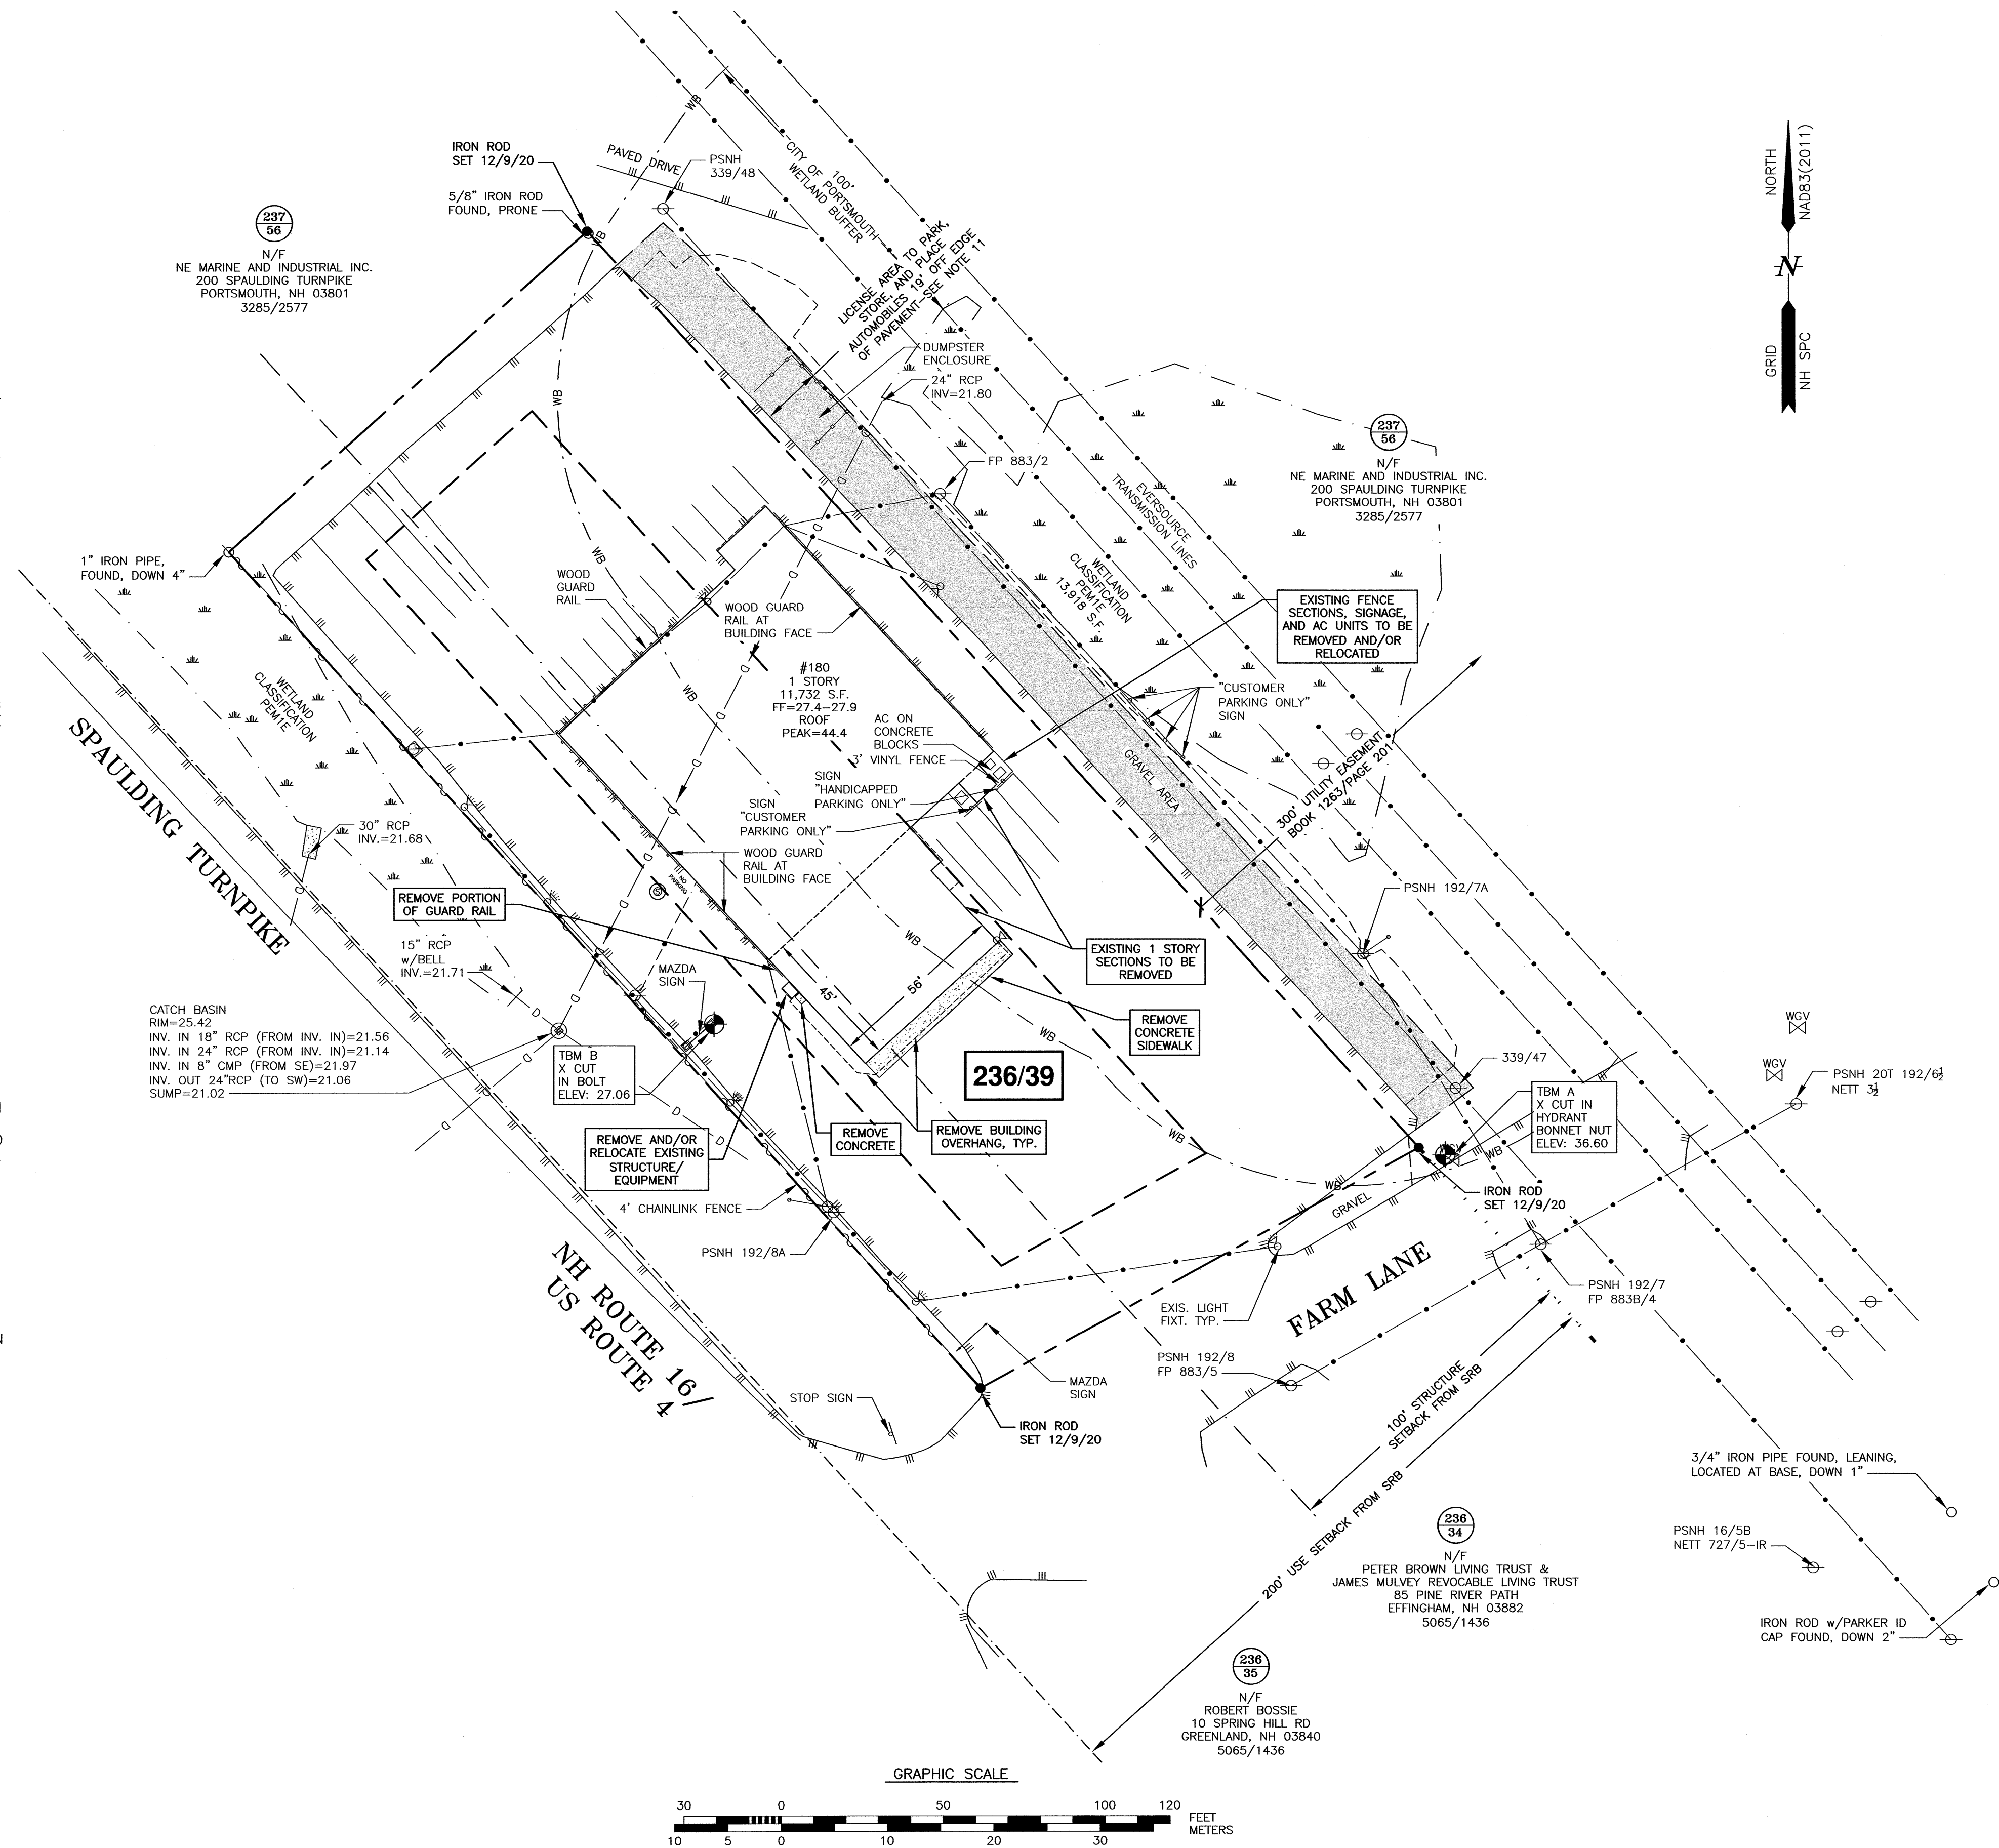 IRON ROD
SET 12/9/20
5/8" IRON ROD
FOUND, PRONE
PAVED DRIVE
PSNH
339/48
WB
100'
CITY OF PORTSMOUTH
WETLAND BUFFER
LICENSE AREA TO PARK,
STORE, AND PLACE
AUTOMOBILES 19' OFF EDGE
OF PAVEMENT-SEE NOTE 11
NORTH
NAD83(2011)
N
GRID
NH SPC
237
56
N/F
NE MARINE AND INDUSTRIAL INC.
200 SPAULDING TURNPIKE
PORTSMOUTH, NH 03801
3285/2577
WB
DUMPSTER
ENCLOSURE
24" RCP
INV=21.80
WB
237
56
N/F
NE MARINE AND INDUSTRIAL INC.
200 SPAULDING TURNPIKE
PORTSMOUTH, NH 03801
3285/2577
D
FP 883/2
EVERSOURCE
TRANSMISSION LINES
D
WETLAND
CLASSIFICATION
PEM1E
13,918 S.F.
1" IRON PIPE,
FOUND, DOWN 4"
WB
D
WOOD
GUARD
RAIL
WOOD GUARD
RAIL AT
BUILDING FACE
EXISTING FENCE
SECTIONS, SIGNAGE,
AND AC UNITS TO BE
REMOVED AND/OR
RELOCATED
D
WB
#180
1 STORY
11,732 S.F.
FF=27.4-27.9
ROOF
PEAK=44.4
D
"CUSTOMER
PARKING ONLY"
SIGN
WETLAND
CLASSIFICATION
PEM1E
AC ON
CONCRETE
BLOCKS
3' VINYL FENCE
GRAVEL AREA
SIGN
"HANDICAPPED
PARKING ONLY"
SIGN
"CUSTOMER
PARKING ONLY"
300' UTILITY EASEMENT
BOOK 1263/PAGE 201
SPAULDING TURNPIKE
30" RCP
INV.=21.68
D
WOOD GUARD
RAIL AT
BUILDING FACE
D
D
NO
PARKING
S
REMOVE PORTION
OF GUARD RAIL
D
PSNH 192/7A
WB
15" RCP
w/BELL
INV.=21.71
EXISTING 1 STORY
SECTIONS TO BE
REMOVED
MAZDA
SIGN
45'
56'
CATCH BASIN
RIM=25.42
INV. IN 18" RCP (FROM INV. IN)=21.56
INV. IN 24" RCP (FROM INV. IN)=21.14
INV. IN 8" CMP (FROM SE)=21.97
INV. OUT 24"RCP (TO SW)=21.06
SUMP=21.02
D
D
REMOVE
CONCRETE
SIDEWALK
WB
WGV
WGV
TBM B
X CUT
IN BOLT
ELEV: 27.06
236/39
339/47
PSNH 20T 192/6½
NETT 3½
TBM A
X CUT IN
HYDRANT
BONNET NUT
ELEV: 36.60
D
D
D
REMOVE AND/OR
RELOCATE EXISTING
STRUCTURE/
EQUIPMENT
REMOVE
CONCRETE
REMOVE BUILDING
OVERHANG, TYP.
WB
WB
WB
4' CHAINLINK FENCE
IRON ROD
SET 12/9/20
GRAVEL
PSNH 192/8A
NH ROUTE 16/
US ROUTE 4
FARM LANE
PSNH 192/7
FP 883B/4
EXIS. LIGHT
FIXT. TYP.
PSNH 192/8
FP 883/5
MAZDA
SIGN
STOP SIGN
IRON ROD
SET 12/9/20
100' STRUCTURE
SETBACK FROM SRB
200' USE SETBACK FROM SRB
3/4" IRON PIPE FOUND, LEANING,
LOCATED AT BASE, DOWN 1"
236
34
N/F
PETER BROWN LIVING TRUST &
JAMES MULVEY REVOCABLE LIVING TRUST
85 PINE RIVER PATH
EFFINGHAM, NH 03882
5065/1436
PSNH 16/5B
NETT 727/5-IR
IRON ROD w/PARKER ID
CAP FOUND, DOWN 2"
236
35
N/F
ROBERT BOSSIE
10 SPRING HILL RD
GREENLAND, NH 03840
5065/1436
GRAPHIC SCALE
30 0 50 100 120
FEET
METERS
10 5 0 10 20 30